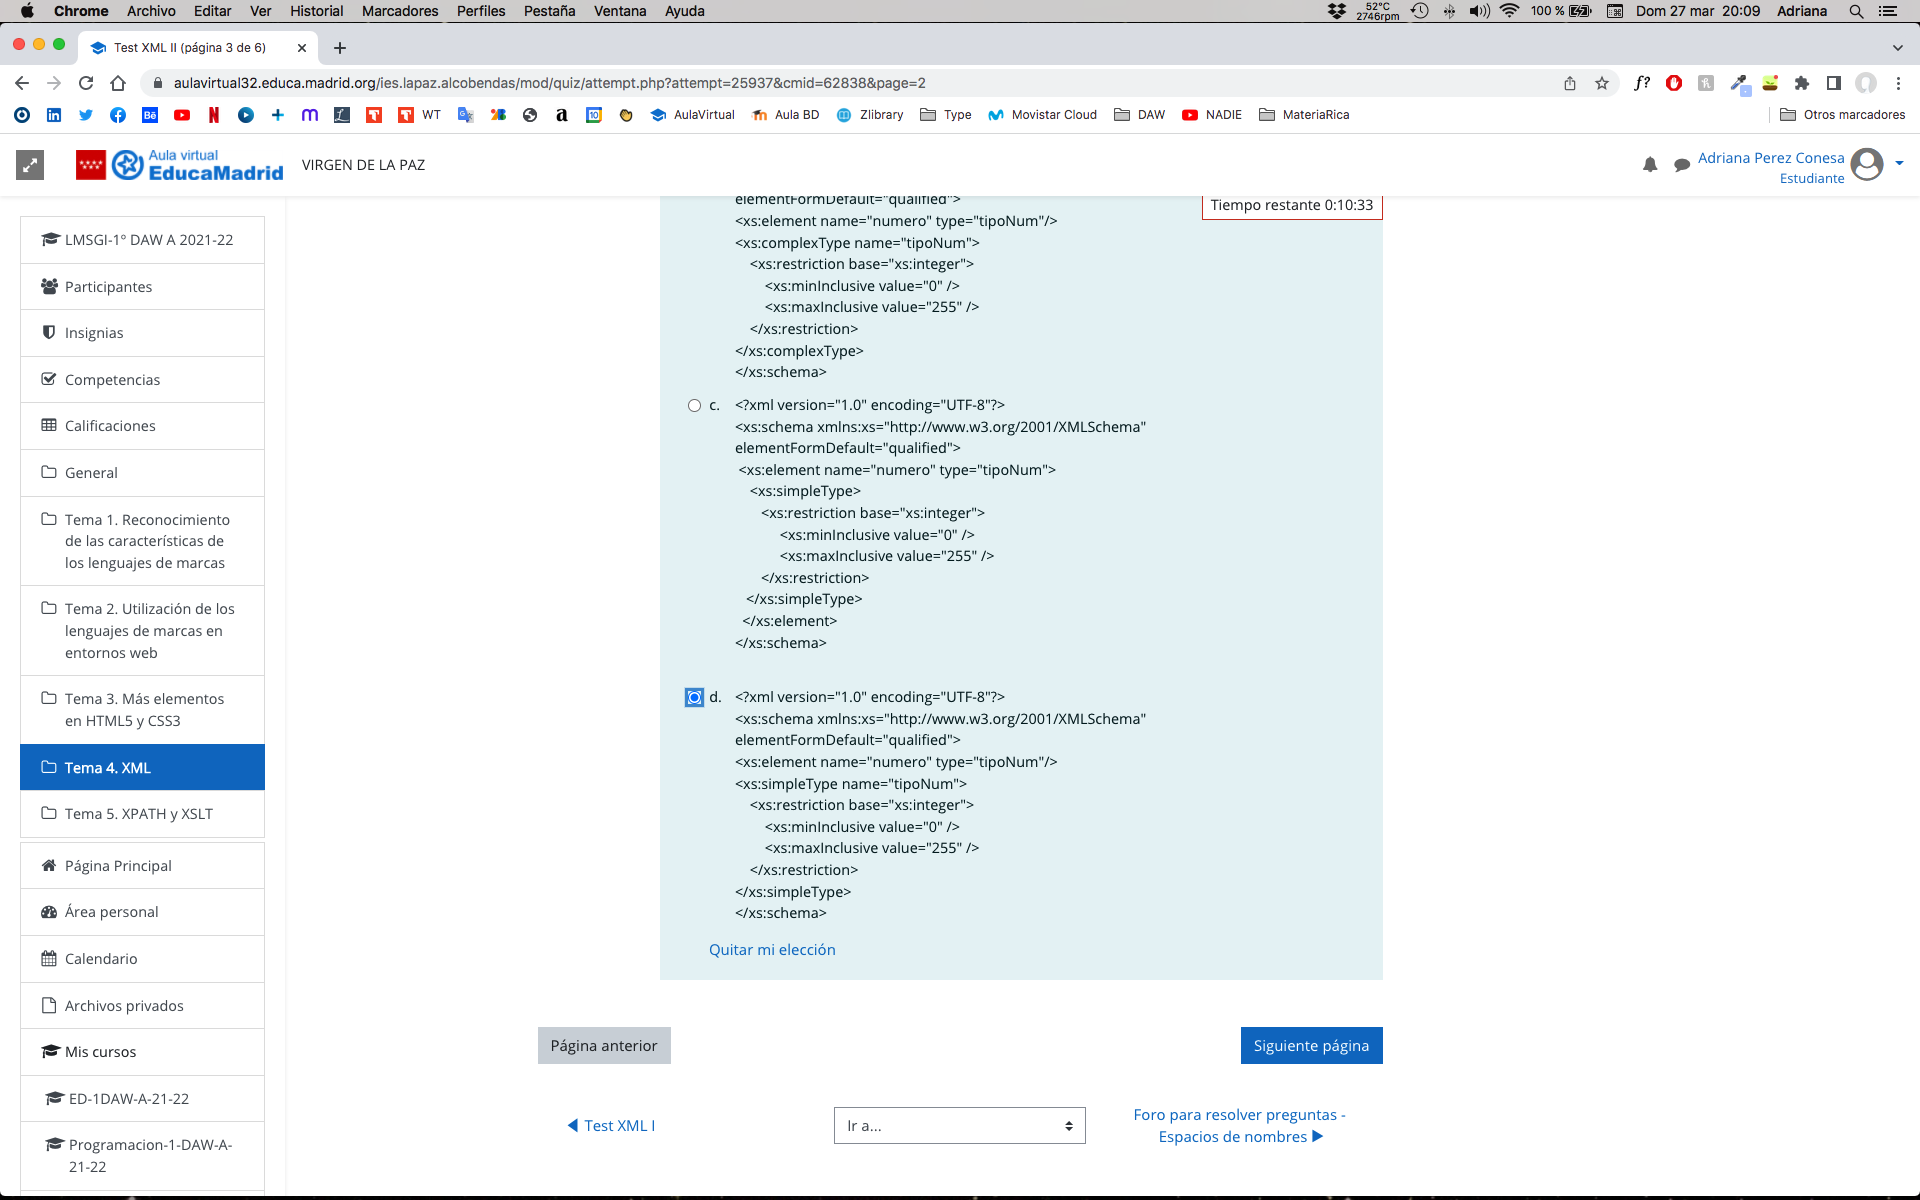 Chrome Archivo Editar Ver Historial Marcadores Perfiles Pestaña Ventana Ayuda
52°C
2746rpm
100 %
Dom 27 mar 20:09 Adriana
Test XML II (página 3 de 6)
aulavirtual32.educa.madrid.org/ies.lapaz.alcobendas/mod/quiz/attempt.php?attempt=25937&cmid=62838&page=2
WT AulaVirtual Aula BD Zlibrary Type Movistar Cloud DAW NADIE MateriaRica Otros marcadores
Aula virtual
EducaMadrid
VIRGEN DE LA PAZ
Adriana Perez Conesa
Estudiante
LMSGI-1º DAW A 2021-22
Participantes
Insignias
Competencias
Calificaciones
General
Tema 1. Reconocimiento
de las características de
los lenguajes de marcas
Tema 2. Utilización de los
lenguajes de marcas en
entornos web
Tema 3. Más elementos
en HTML5 y CSS3
Tema 4. XML
Tema 5. XPATH y XSLT
Página Principal
Área personal
Calendario
Archivos privados
Mis cursos
ED-1DAW-A-21-22
Programacion-1-DAW-A-
21-22
Tiempo restante 0:10:33
elementFormDefault="qualified">
<xs:element name="numero" type="tipoNum"/>
<xs:complexType name="tipoNum">
<xs:restriction base="xs:integer">
<xs:minInclusive value="0" />
<xs:maxInclusive value="255" />
</xs:restriction>
</xs:complexType>
</xs:schema>
c. <?xml version="1.0" encoding="UTF-8"?>
<xs:schema xmlns:xs="http://www.w3.org/2001/XMLSchema"
elementFormDefault="qualified">
<xs:element name="numero" type="tipoNum">
<xs:simpleType>
<xs:restriction base="xs:integer">
<xs:minInclusive value="0" />
<xs:maxInclusive value="255" />
</xs:restriction>
</xs:simpleType>
</xs:element>
</xs:schema>
d. <?xml version="1.0" encoding="UTF-8"?>
<xs:schema xmlns:xs="http://www.w3.org/2001/XMLSchema"
elementFormDefault="qualified">
<xs:element name="numero" type="tipoNum"/>
<xs:simpleType name="tipoNum">
<xs:restriction base="xs:integer">
<xs:minInclusive value="0" />
<xs:maxInclusive value="255" />
</xs:restriction>
</xs:simpleType>
</xs:schema>
Quitar mi elección
Página anterior
Siguiente página
Test XML I
Ir a...
Foro para resolver preguntas -
Espacios de nombres